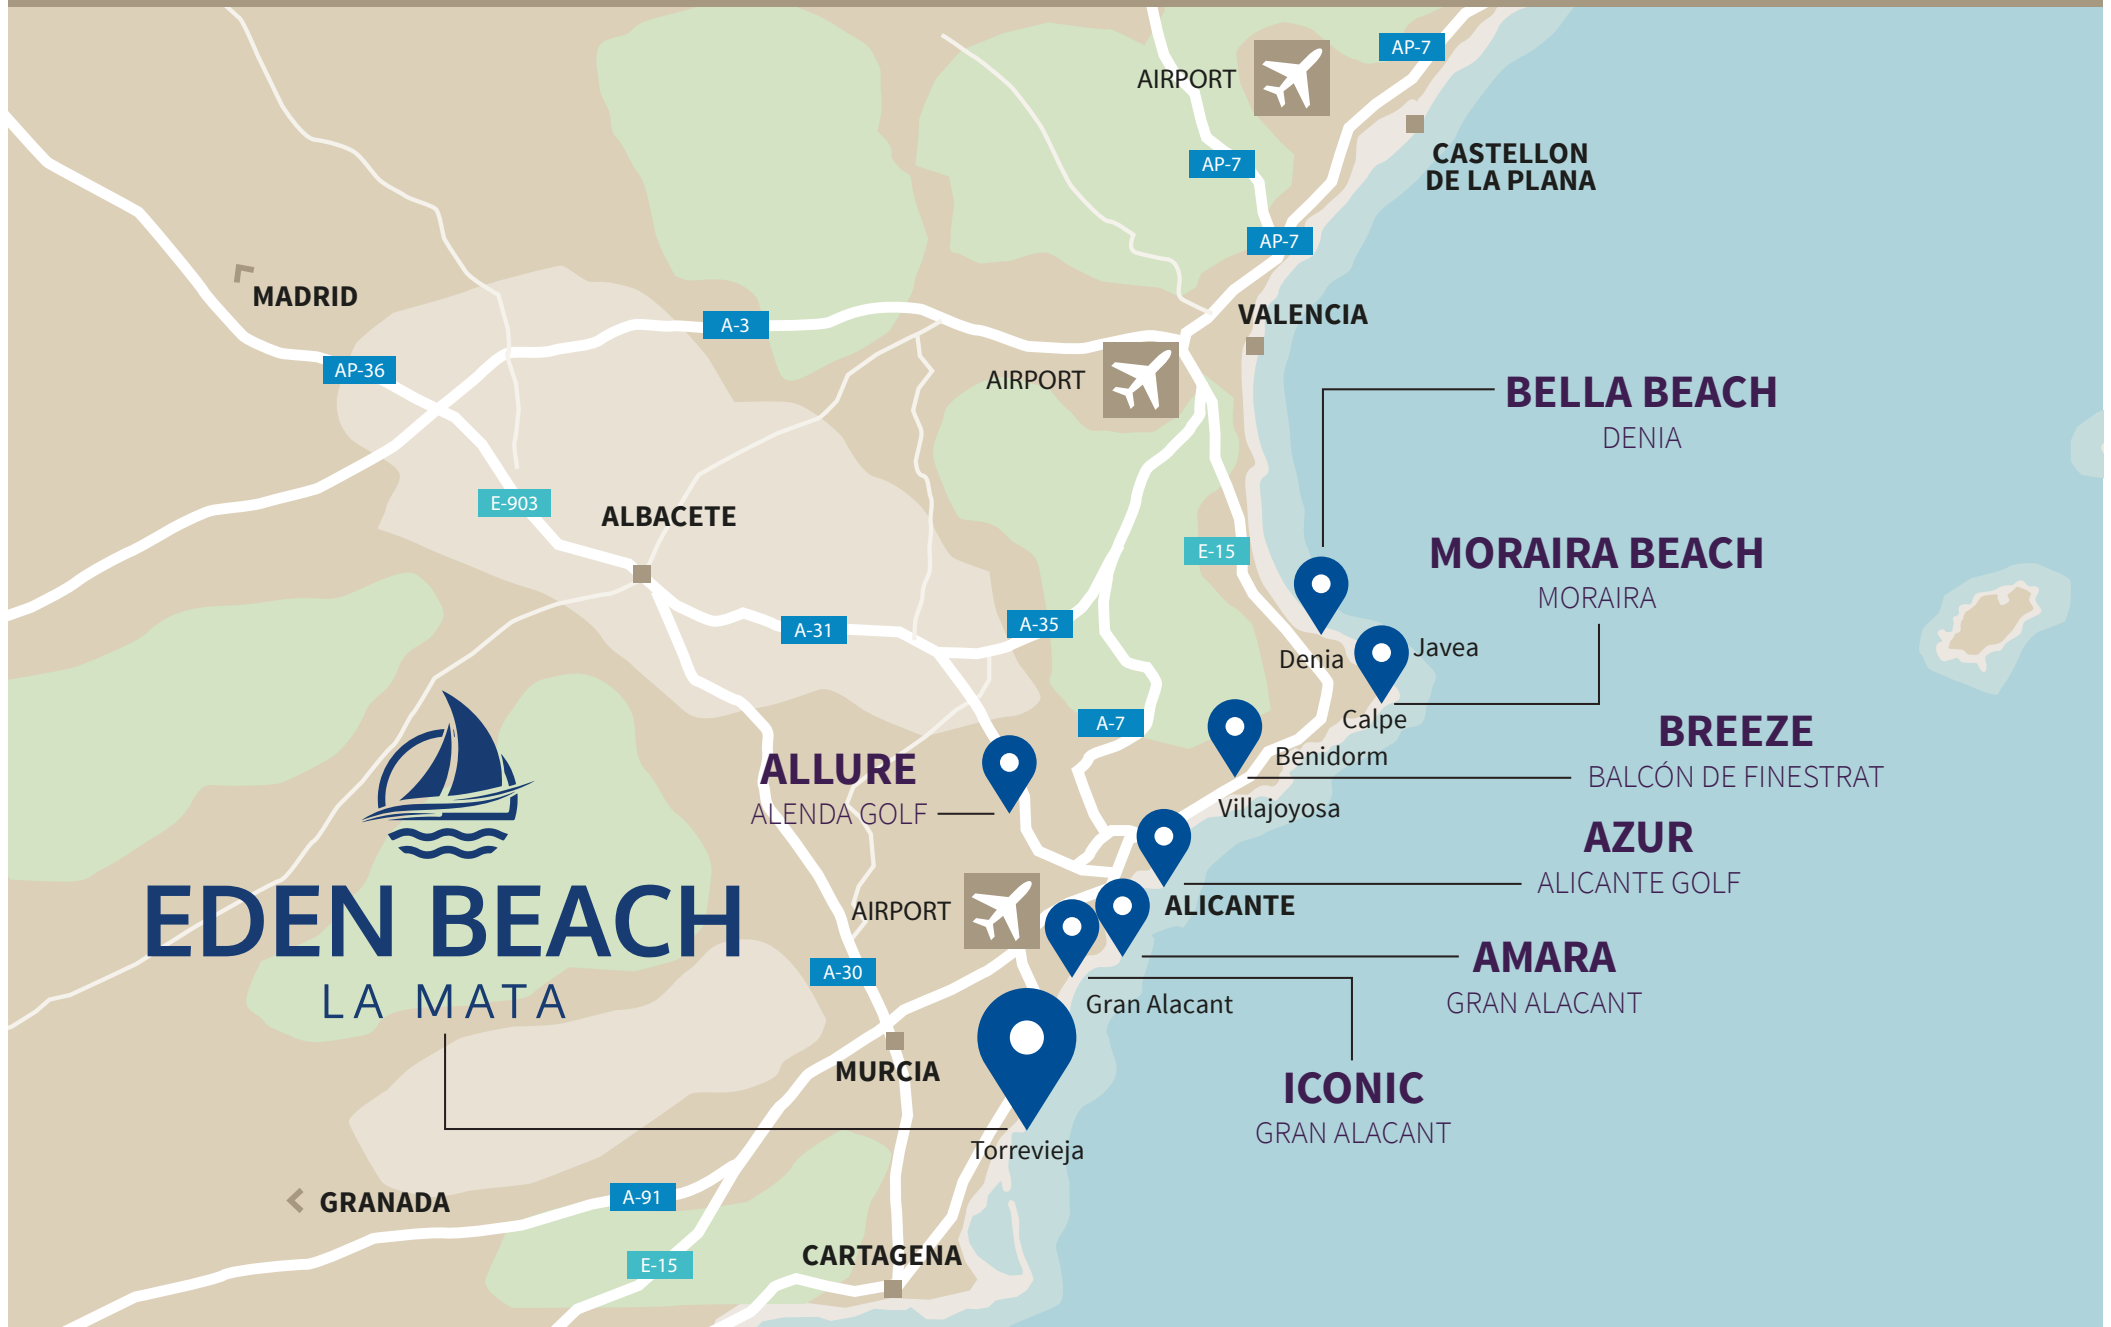 AP-7
AIRPORT
CASTELLON
DE LA PLANA
AP-7
AP-7
MADRID
VALENCIA
A-3
AP-36
AIRPORT
BELLA BEACH
DENIA
E-903
ALBACETE
E-15
MORAIRA BEACH
MORAIRA
A-31
A-35
Denia
Javea
Calpe
A-7
BREEZE
BALCÓN DE FINESTRAT
Benidorm
ALLURE
ALENDA GOLF
Villajoyosa
AZUR
ALICANTE GOLF
EDEN BEACH
LA MATA
AIRPORT
ALICANTE
AMARA
GRAN ALACANT
A-30
Gran Alacant
MURCIA
ICONIC
GRAN ALACANT
Torrevieja
A-91
GRANADA
CARTAGENA
E-15